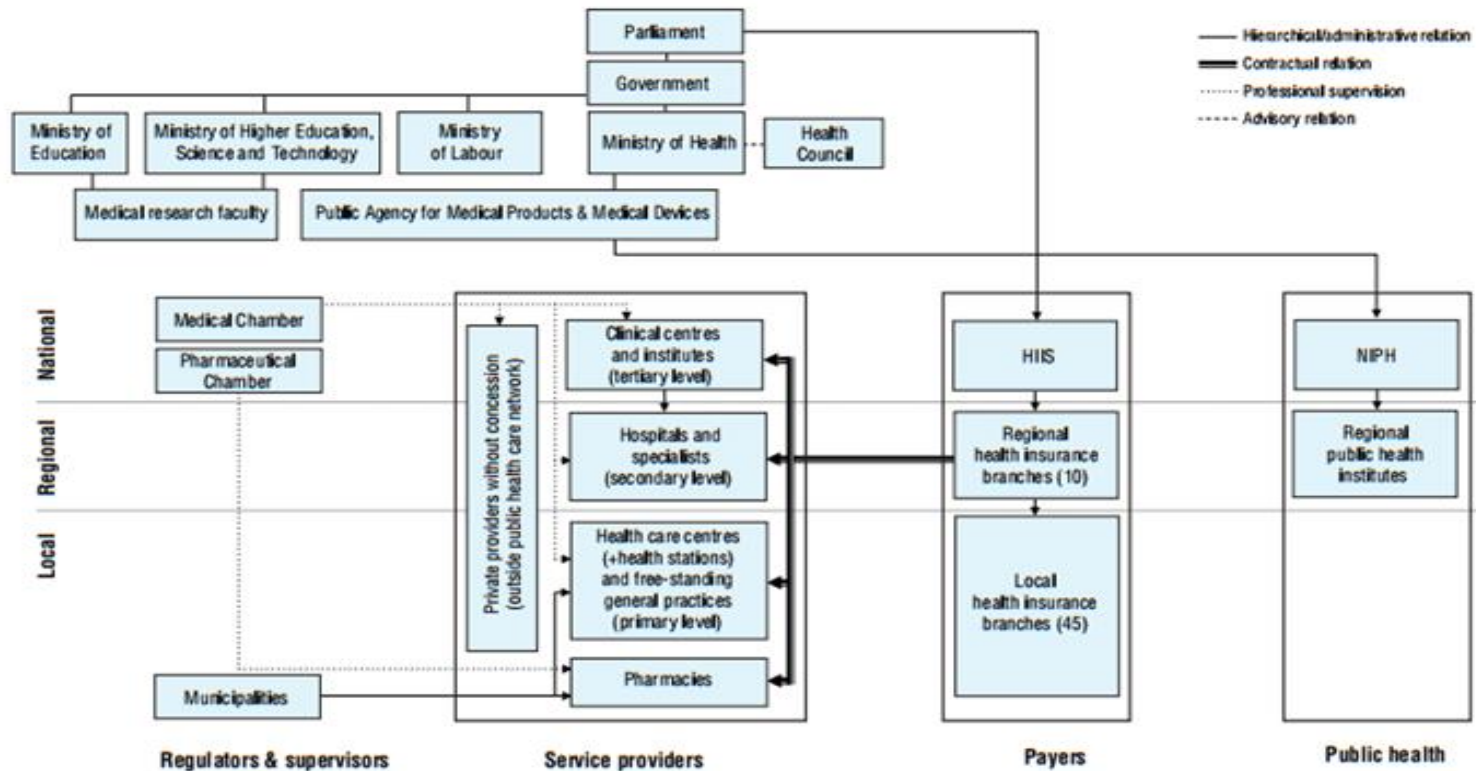 Parliament
Hierarchical/administrative relation
Contractual relation
Professional supervision
Advisory relation
Government
Ministry of
Education
Ministry of Higher Education,
Science and Technology
Ministry
of Labour
Ministry of Health
Health
Councill
Medical research faculty
Public Agency for Medical Products & Medical Devices
National
Medical Chamber
Pharmaceutical
Chamber
Private providers without concession
(outside public health care network)
Clinical centres
and institutes
(tertiary level)
HIIS
NIPH
Regional
Hospitals and
specialists
(secondary level)
Regional
health insurance
branches (10)
Regional
public health
institutes
Local
Health care centres
(+health stations)
and free-standing
general practices
(primary level)
Local
health insurance
branches (45)
Municipalities
Pharmacies
Regulators & supervisors
Service providers
Payers
Public health